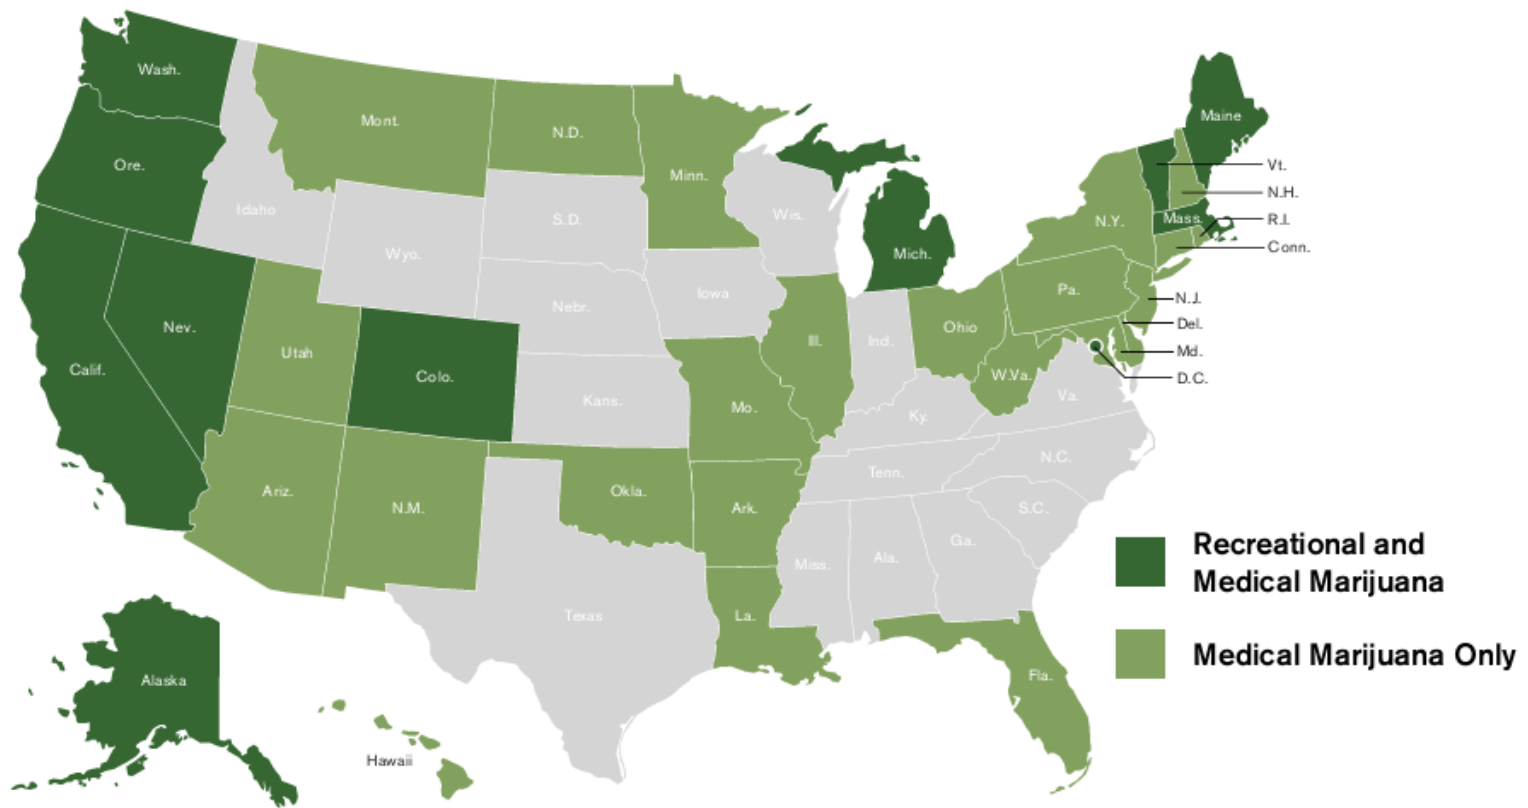 Wash.
Maine
Mont.
N.D.
Ore.
Vt.
Minn.
N.H.
Idaho
Wis.
S.D.
Mass.
R.I.
N.Y.
Conn.
Wyo.
Mich.
Pa.
Iowa
N.J.
Nebr.
Del.
Nev.
Ohio
Ill.
Ind.
Utah
Md.
Calif.
Colo.
W.Va.
D.C.
Va.
Kans.
Mo.
Ky.
N.C.
Tenn.
Ariz.
Okla.
N.M.
Ark.
S.C.
Ga.
Recreational and
Medical Marijuana
Ala.
Miss.
Texas
La.
Medical Marijuana Only
Fla.
Alaska
Hawaii